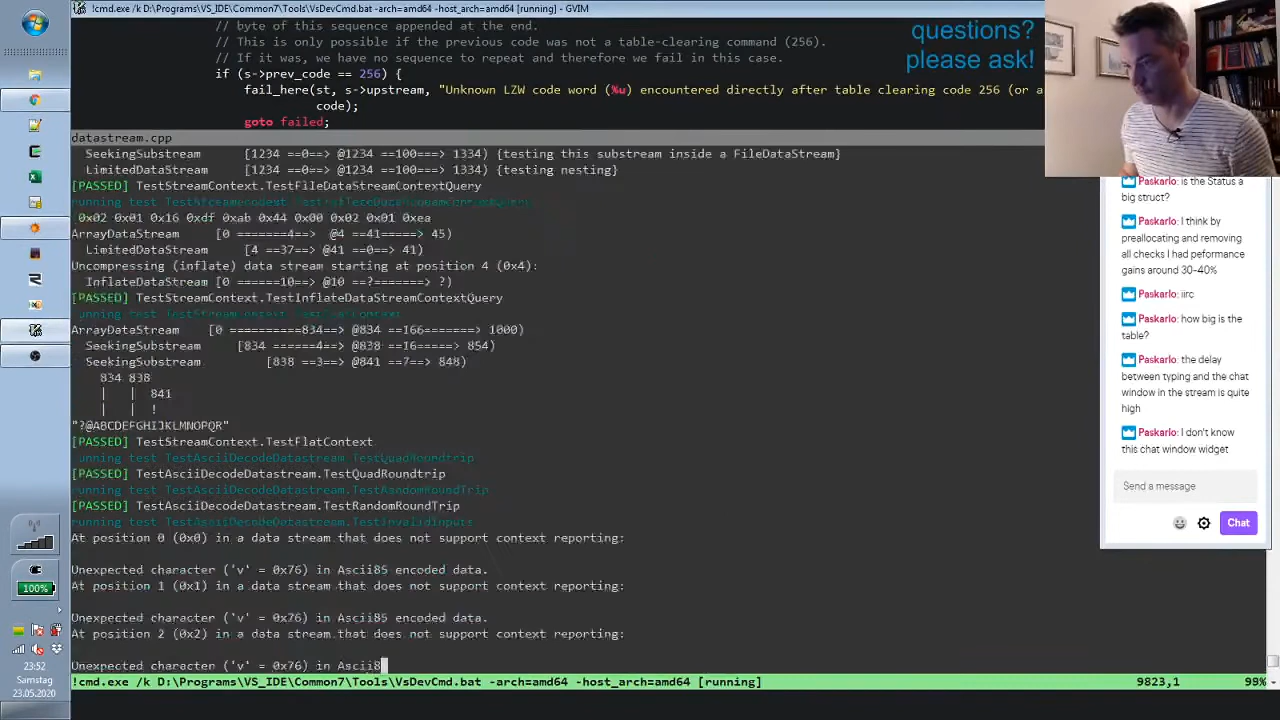 !cmd.exe /k D:\Programs\VS_IDE\Common7\Tools\VsDevCmd.bat -arch=amd64 -host_arch=amd64 [running] - GVIM
// byte of this sequence appended at the end.
// This is only possible if the previous code was not a table-clearing command (256).
// If it was, we have no sequence to repeat and therefore we fail in this case.
if (s->prev_code == 256) {
fail_here(st, s->upstream, "Unknown LZW code word (%u) encountered directly after table clearing code 256 (or a
code);
goto failed;
datastream.cpp
SeekingSubstream [1234 ==0==> @1234 ==100===> 1334) {testing this substream inside a FileDataStream}
LimitedDataStream [1234 ==0==> @1234 ==100===> 1334) {testing nesting}
[PASSED] TestStreamContext.TestFileDataStreamContextQuery
running test
0x02 0x01 0x16 0xdf 0xab 0x44 0x00 0x02 0x01 0xea
ArrayDataStream [0 ======4==> @4 ==41=====> 45)
LimitedDataStream [4 ==37==> @41 ==0==> 41)
Uncompressing (inflate) data stream starting at position 4 (0x4):
InflateDataStream [0 =====10==> @10 ==?======> ?)
[PASSED] TestStreamContext.TestInflateDataStreamContextQuery
ArrayDataStream [0 =========834==> @834 ==166=======> 1000)
SeekingSubstream [834 ======4==> @838 ==16====> 854)
SeekingSubstream [838 ==3==> @841 ==7==> 848)
834 838
| || 841
| | !
"?@ABCDEFGHIJKLMNOPQR"
[PASSED] TestStreamContext.TestFlatContext
unning test TestAsciiDecodeDatastream.TestQuadRoundtrip
[PASSED] TestAsciiDecodeDatastream.TestQuadRoundtrip
running test TestAsciiDecodeDatastream.TestRandomRoundTrip
[PASSED] TestAsciiDecodeDatastream.TestRandomRoundTrip
running test TestAsciiDecodeDatastream.TestInvalidInputs
At position 0 (0x0) in a data stream that does not support context reporting:
Unexpected character ('v' = 0x76) in Ascii85 encoded data.
At position 1 (0x1) in a data stream that does not support context reporting:
Unexpected character ('v' = 0x76) in Ascii85 encoded data.
At position 2 (0x2) in a data stream that does not support context reporting:
Unexpected character ('v' = 0x76) in Ascii8
!cmd.exe /k D:\Programs\VS_IDE\Common7\Tools\VsDevCmd.bat -arch=amd64 -host_arch=amd64 [running] 9823,1 99%
questions?
please ask!
Paskarlo: is the Status a
big struct?
Paskarlo: I think by
preallocating and removing
all checks I had peformance
gains around 30-40%
Paskarlo: iirc
Paskarlo: how big is the
table?
Paskarlo: the delay
between typing and the chat
window in the stream is quite
high
Paskarlo: I don't know
this chat window widget
Send a message
Chat
100%
23:52
Samstag
23.05.2020